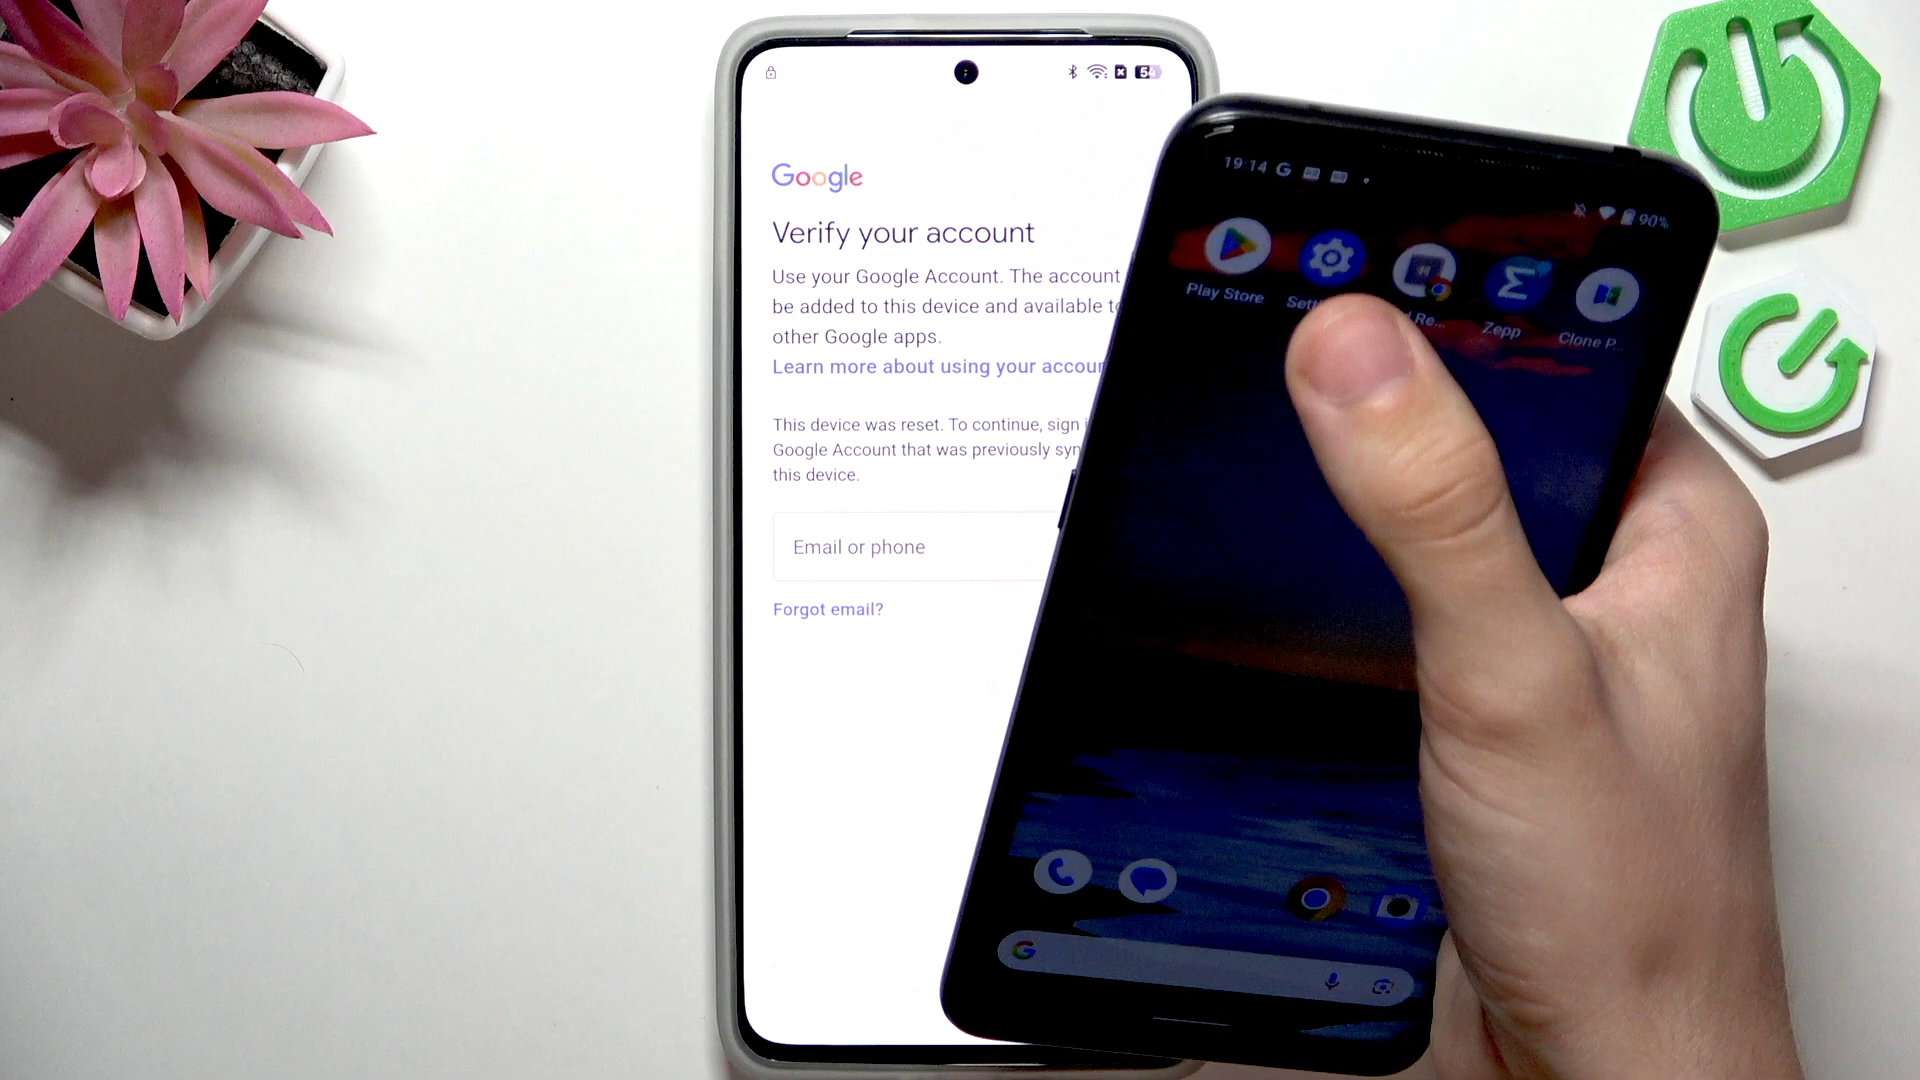 54
Google
Verify your account
Use your Google Account. The account
be added to this device and available
other Google apps.
Learn more about using your
This device was reset. To continue, sign
Google Account that was previously
this device.
Email or phone
Forgot email?
19:14 G
90%
Play Store
Zepp
Clone P...
G